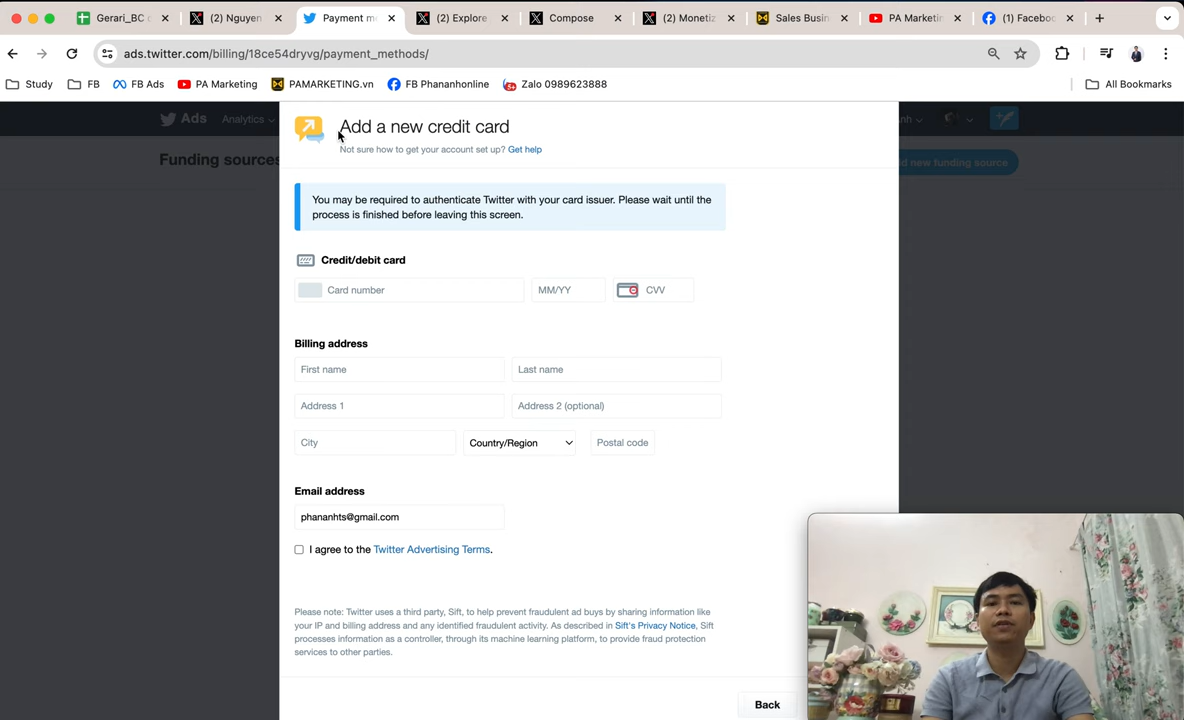 Gerari_BC c
(2) Nguyen
Payment m
(2) Explore
Compose
(2) Monetiz
Sales Busin
PA Marketin
(1) Faceboo
ads.twitter.com/billing/18ce54dryvg/payment_methods/
Study
FB
FB Ads
PA Marketing
PAMARKETING.vn
FB Phananhonline
Zalo 0989623888
All Bookmarks
Ads
Analytics
nh
Funding sources
d new funding source
Add a new credit card
Not sure how to get your account set up? Get help
You may be required to authenticate Twitter with your card issuer. Please wait until the
process is finished before leaving this screen.
Credit/debit card
Card number
MM/YY
CVV
Billing address
First name
Last name
Address 1
Address 2 (optional)
City
Country/Region
Postal code
Email address
phananhts@gmail.com
I agree to the Twitter Advertising Terms.
Please note: Twitter uses a third party, Sift, to help prevent fraudulent ad buys by sharing information like
your IP and billing address and any identified fraudulent activity. As described in Sift's Privacy Notice, Sift
processes information as a controller, through its machine learning platform, to provide fraud protection
services to other parties.
Back